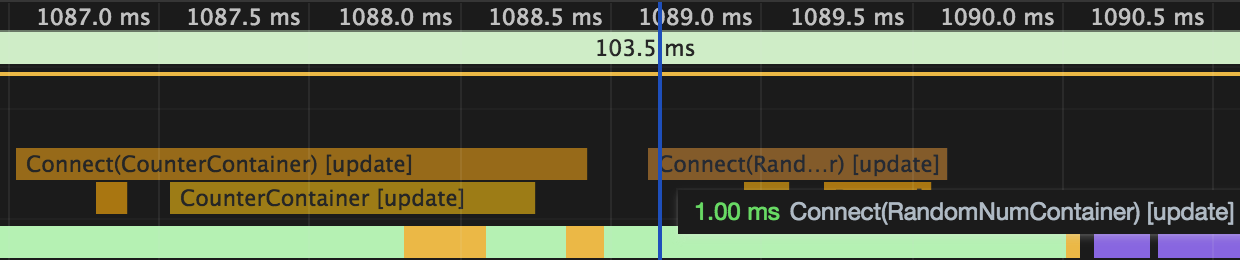 1087.0 ms 1087.5 ms 1088.0 ms 1088.5 ms 1089.0 ms 1089.5 ms 1090.0 ms 1090.5 ms
103.5 ms
Connect(CounterContainer) [update] Connect(Rand...r) [update]
CounterContainer [update]
1.00 ms Connect(RandomNumContainer) [update]